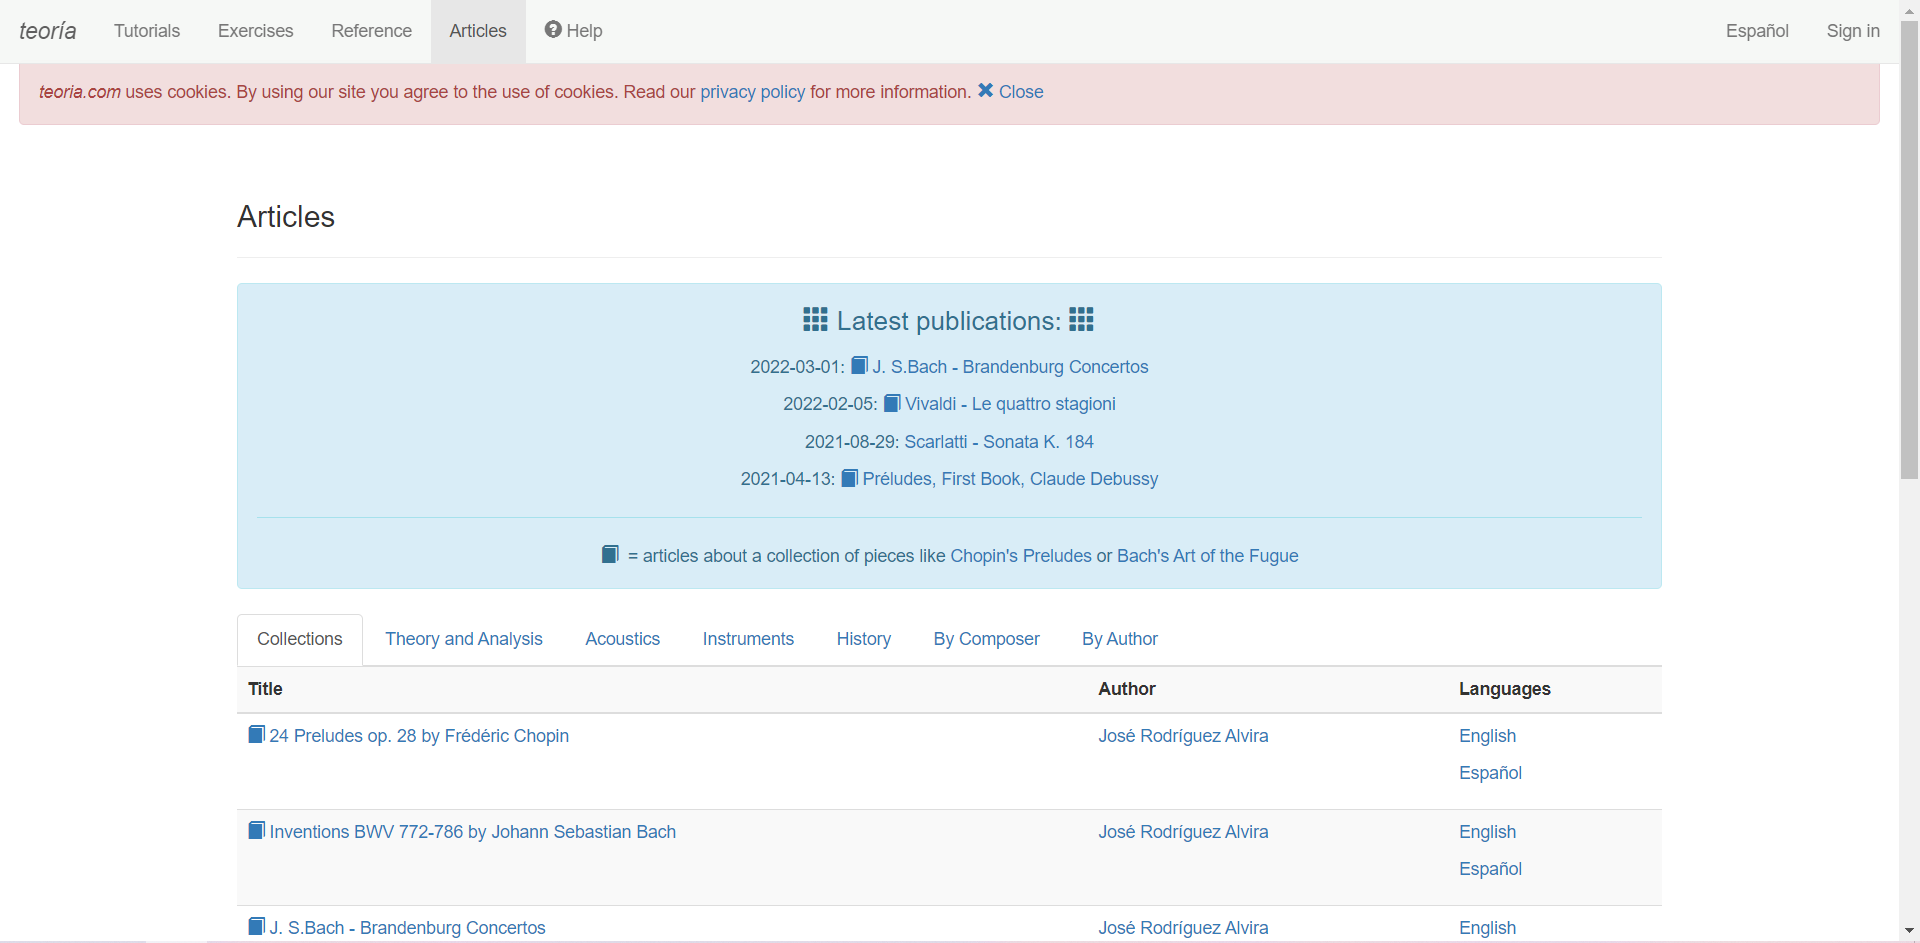 teoría Tutorials Exercises Reference Articles Help Español Sign in
teoria.com uses cookies. By using our site you agree to the use of cookies. Read our privacy policy for more information. Close
Articles
Latest publications:
2022-03-01: J. S.Bach - Brandenburg Concertos
2022-02-05: Vivaldi - Le quattro stagioni
2021-08-29: Scarlatti - Sonata K. 184
2021-04-13: Préludes, First Book, Claude Debussy
= articles about a collection of pieces like Chopin's Preludes or Bach's Art of the Fugue
Collections Theory and Analysis Acoustics Instruments History By Composer By Author
Title Author Languages
24 Preludes op. 28 by Frédéric Chopin José Rodríguez Alvira English
Español
Inventions BWV 772-786 by Johann Sebastian Bach José Rodríguez Alvira English
Español
J. S.Bach - Brandenburg Concertos José Rodríguez Alvira English